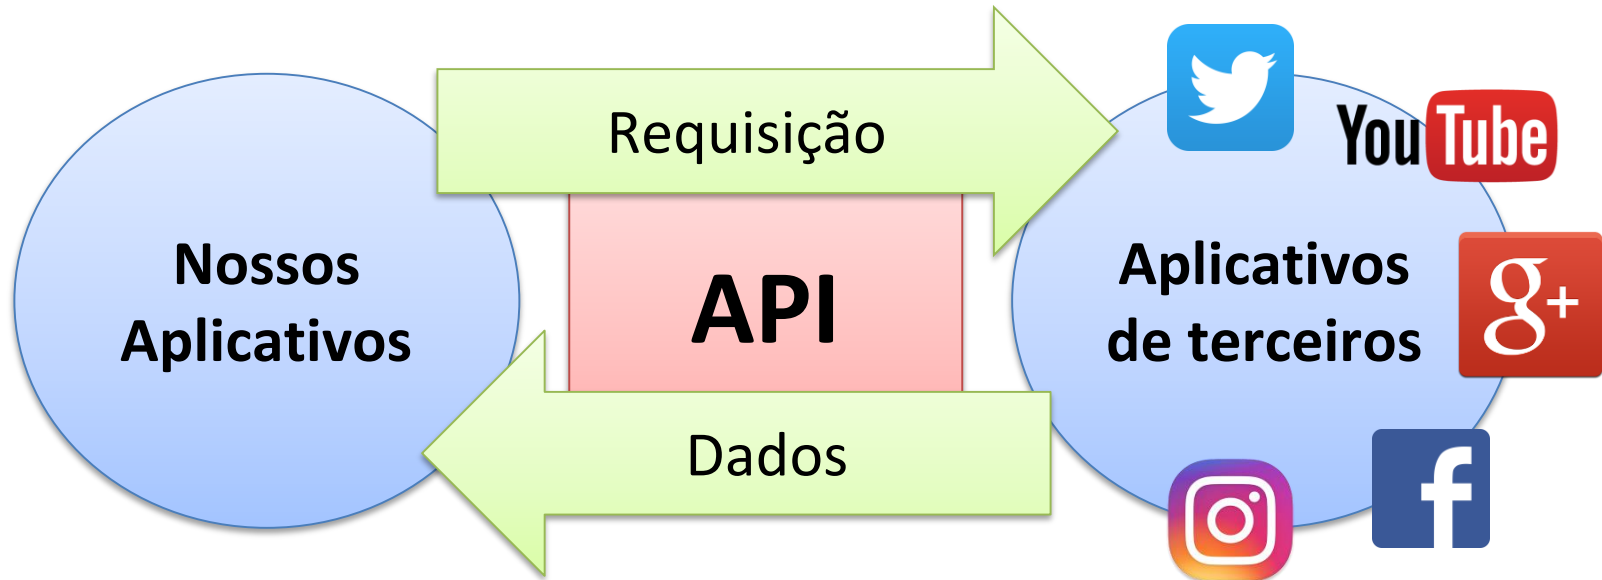 Requisição
YouTube
Nossos
Aplicativos
API
Aplicativos
de terceiros
g+
Dados
f